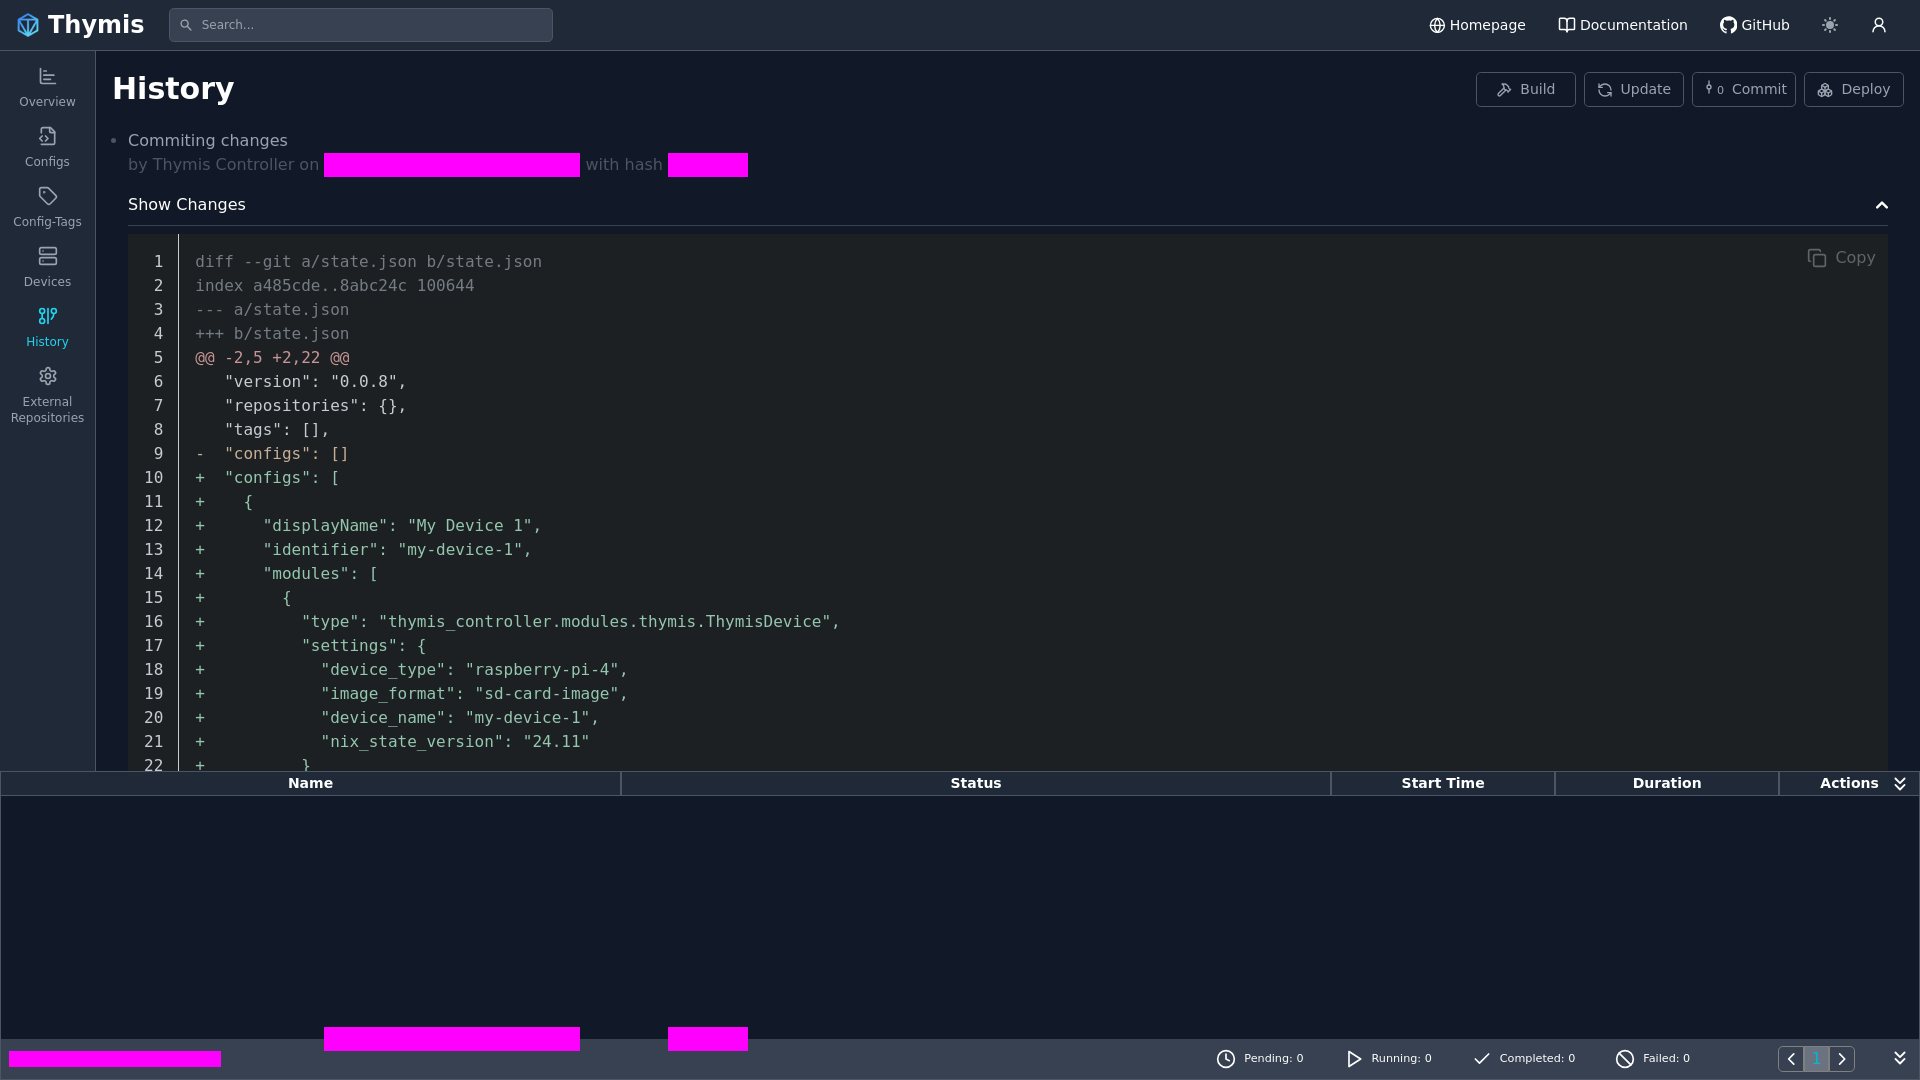 Thymis
Search...
Homepage
Documentation
GitHub
Overview
Configs
Config-Tags
Devices
History
External
Repositories
History
Build
Update
0 Commit
Deploy
Commiting changes
by Thymis Controller on
with hash
Show Changes
Copy
1 diff --git a/state.json b/state.json
2 index a485cde..8abc24c 100644
3 --- a/state.json
4 +++ b/state.json
5 @@ -2,5 +2,22 @@
6    "version": "0.0.8",
7    "repositories": {},
8    "tags": [],
9 -  "configs": []
10 +  "configs": [
11 +    {
12 +      "displayName": "My Device 1",
13 +      "identifier": "my-device-1",
14 +      "modules": [
15 +        {
16 +          "type": "thymis_controller.modules.thymis.ThymisDevice",
17 +          "settings": {
18 +            "device_type": "raspberry-pi-4",
19 +            "image_format": "sd-card-image",
20 +            "device_name": "my-device-1",
21 +            "nix_state_version": "24.11"
22 +          }
Name Status Start Time Duration Actions
Pending: 0
Running: 0
Completed: 0
Failed: 0
1